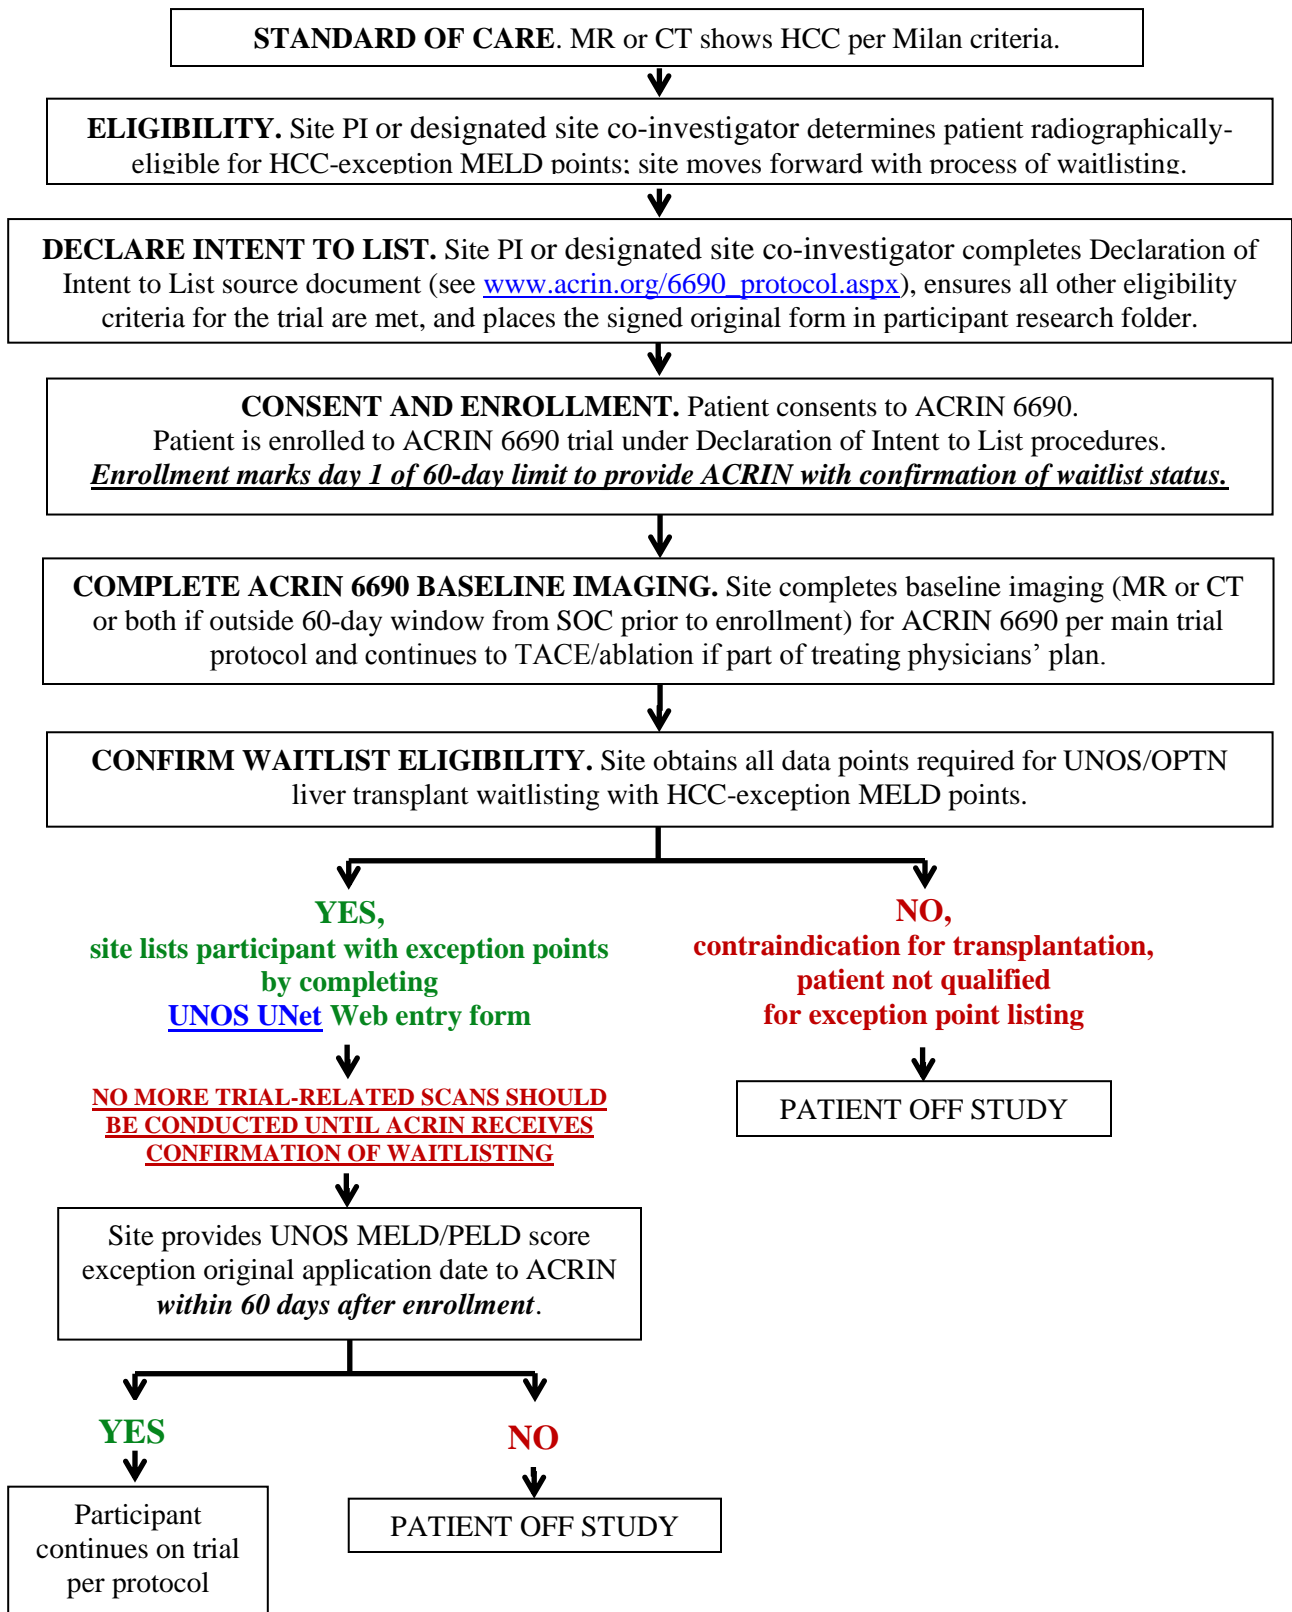 STANDARD OF CARE. MR or CT shows HCC per Milan criteria.
ELIGIBILITY. Site PI or designated site co-investigator determines patient radiographically-
eligible for HCC-exception MELD points; site moves forward with process of waitlisting.
DECLARE INTENT TO LIST. Site PI or designated site co-investigator completes Declaration of
Intent to List source document (see www.acrin.org/6690_protocol.aspx), ensures all other eligibility
criteria for the trial are met, and places the signed original form in participant research folder.
CONSENT AND ENROLLMENT. Patient consents to ACRIN 6690.
Patient is enrolled to ACRIN 6690 trial under Declaration of Intent to List procedures.
Enrollment marks day 1 of 60-day limit to provide ACRIN with confirmation of waitlist status.
COMPLETE ACRIN 6690 BASELINE IMAGING. Site completes baseline imaging (MR or CT
or both if outside 60-day window from SOC prior to enrollment) for ACRIN 6690 per main trial
protocol and continues to TACE/ablation if part of treating physicians’ plan.
CONFIRM WAITLIST ELIGIBILITY. Site obtains all data points required for UNOS/OPTN
liver transplant waitlisting with HCC-exception MELD points.
YES,
site lists participant with exception points
by completing
UNOS UNet Web entry form
NO,
contraindication for transplantation,
patient not qualified
for exception point listing
NO MORE TRIAL-RELATED SCANS SHOULD
BE CONDUCTED UNTIL ACRIN RECEIVES
CONFIRMATION OF WAITLISTING
PATIENT OFF STUDY
Site provides UNOS MELD/PELD score
exception original application date to ACRIN
within 60 days after enrollment.
YES
NO
Participant
continues on trial
per protocol
PATIENT OFF STUDY